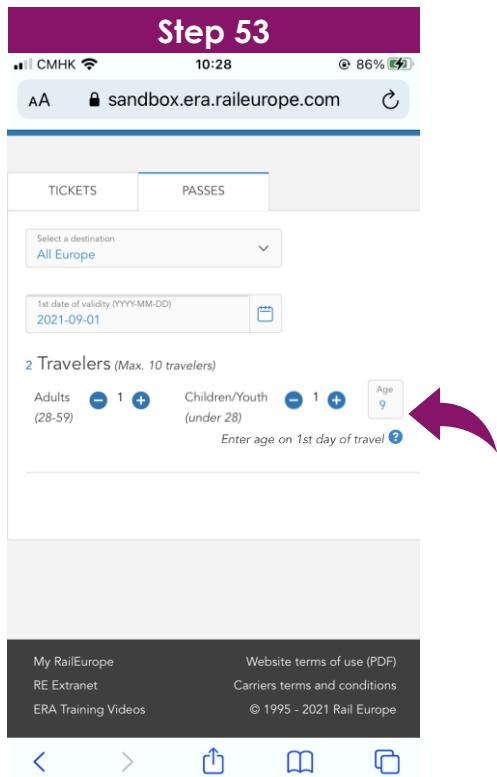 Step 53
CMHK 10:28 86%
AA sandbox.era.raileurope.com
TICKETS PASSES
Select a destination
All Europe
1st date of validity (YYYY-MM-DD)
2021-09-01
2 Travelers (Max. 10 travelers)
Adults 1 Children/Youth 1 Age
(28-59) (under 28) 9
Enter age on 1st day of travel ?
My RailEurope Website terms of use (PDF)
RE Extranet Carriers terms and conditions
ERA Training Videos © 1995 - 2021 Rail Europe